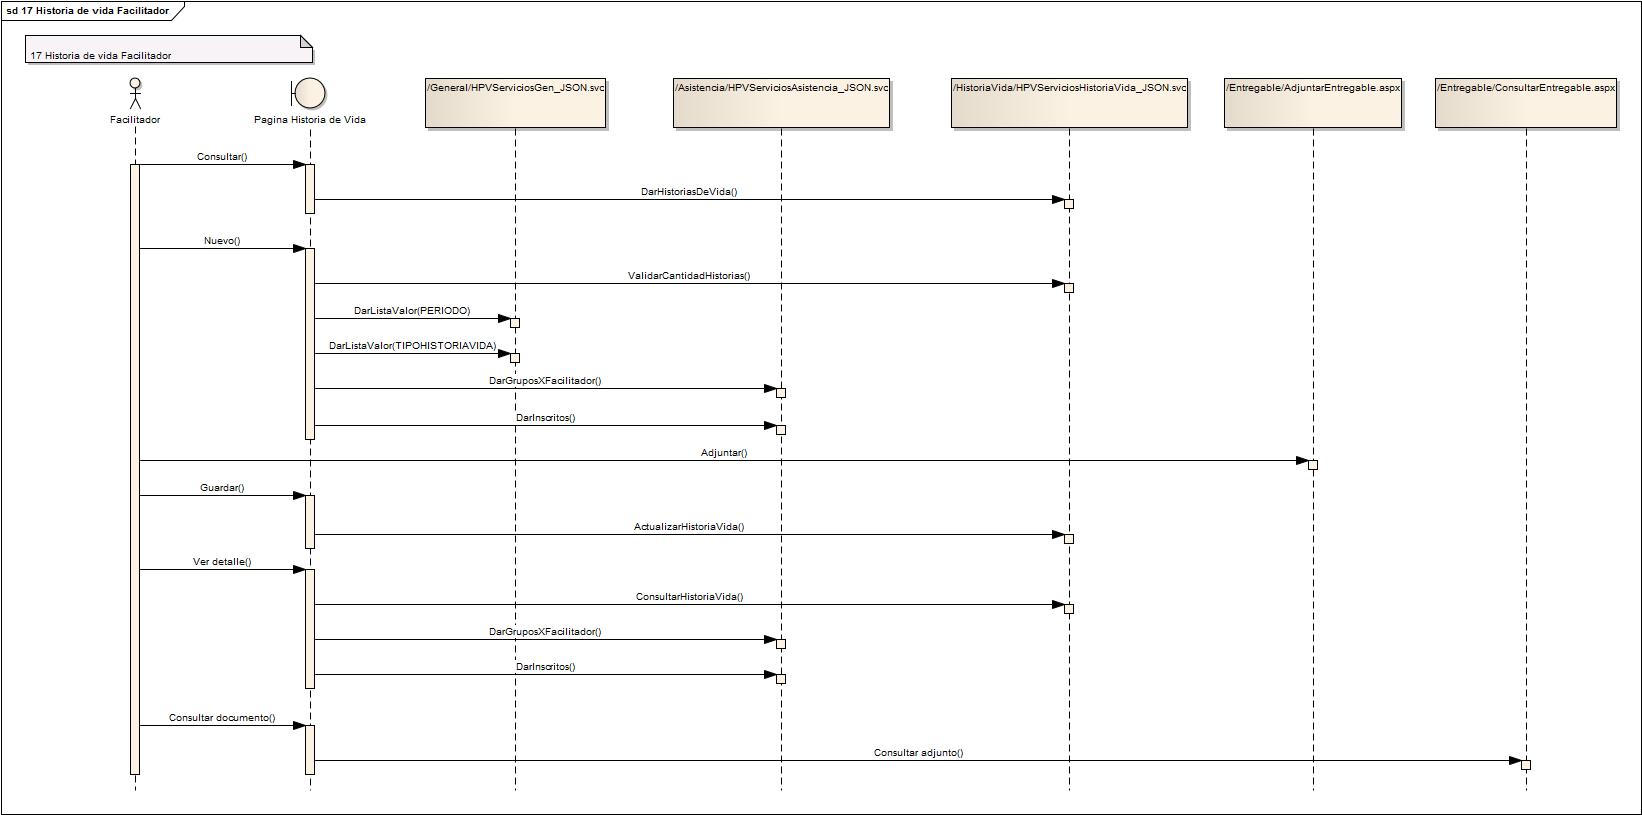 sd 17 Historia de vida Facilitador
17 Historia de vida Facilitador
Facilitador
Pagina Historia de Vida
/General/HPVServiciosGen_JSON.svc
/Asistencia/HPVServiciosAsistencia_JSON.svc
/HistoriaVida/HPVServiciosHistoriaVida_JSON.svc
/Entregable/AdjuntarEntregable.aspx
/Entregable/ConsultarEntregable.aspx
Consultar()
DarHistoriasDeVida()
Nuevo()
ValidarCantidadHistorias()
DarListaValor(PERIODO)
DarListaValor(TIPOHISTORIAVIDA)
DarGruposXFacilitador()
DarInscritos()
Adjuntar()
Guardar()
ActualizarHistoriaVida()
Ver detalle()
ConsultarHistoriaVida()
DarGruposXFacilitador()
DarInscritos()
Consultar documento()
Consultar adjunto()